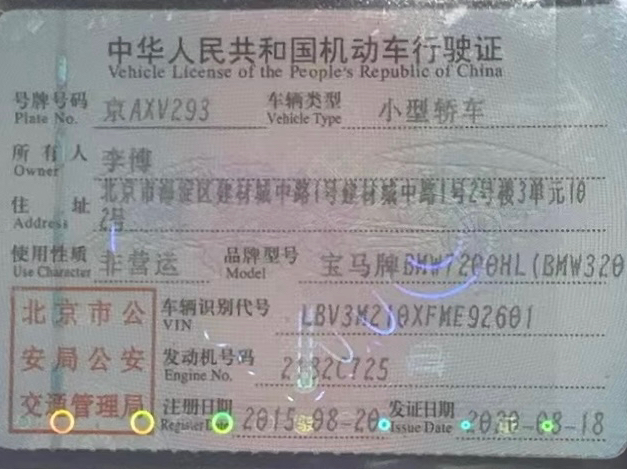 中华人民共和国机动车行驶证
Vehicle License of the People's Republic of China
号牌号码 京AXV293 车辆类型 小型轿车
Plate No. Vehicle Type
所有人 李博
Owner
北京市海淀区建材城中路1号建材城中路1号2号楼3单元10
住址 2号
Address
使用性质 非营运 品牌型号 宝马牌BMW7200HL(BMW320
Use Character Model
北京市公
安局公安
交通管理局
车辆识别代号 LBV3M210XFME92601
VIN
发动机号码 2132C725
Engine No.
注册日期 2015-08-20 发证日期 2020-08-18
Register Date Issue Date